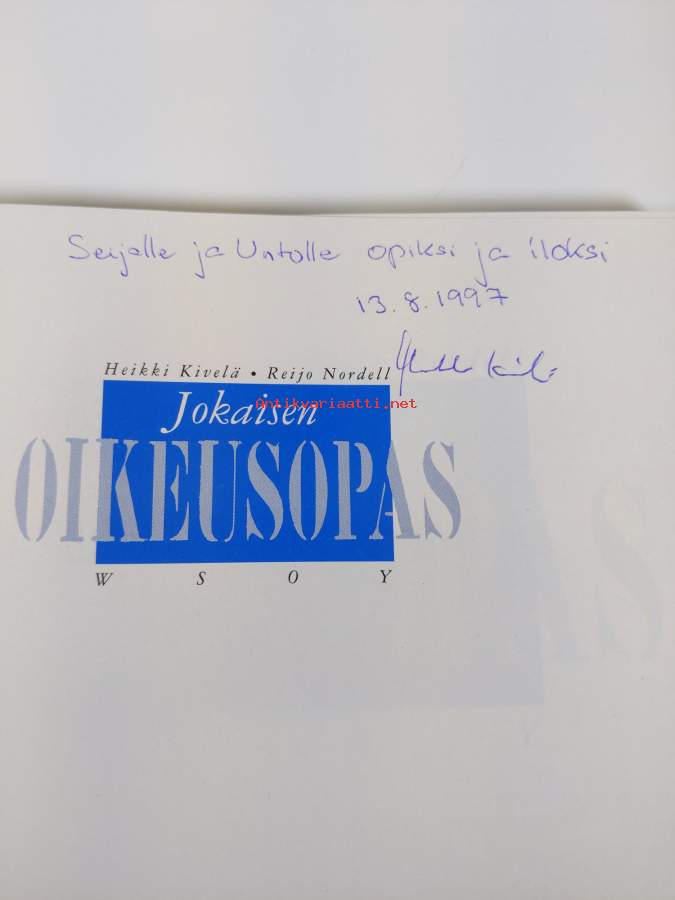 Seijalle ja Untolle opiksi ja iloksi
13.8.1997
Heikki Kivelä • Reijo Nordell
Jokaisen
Antikvariaatti.net
OIKEUSOPAS
W S O Y